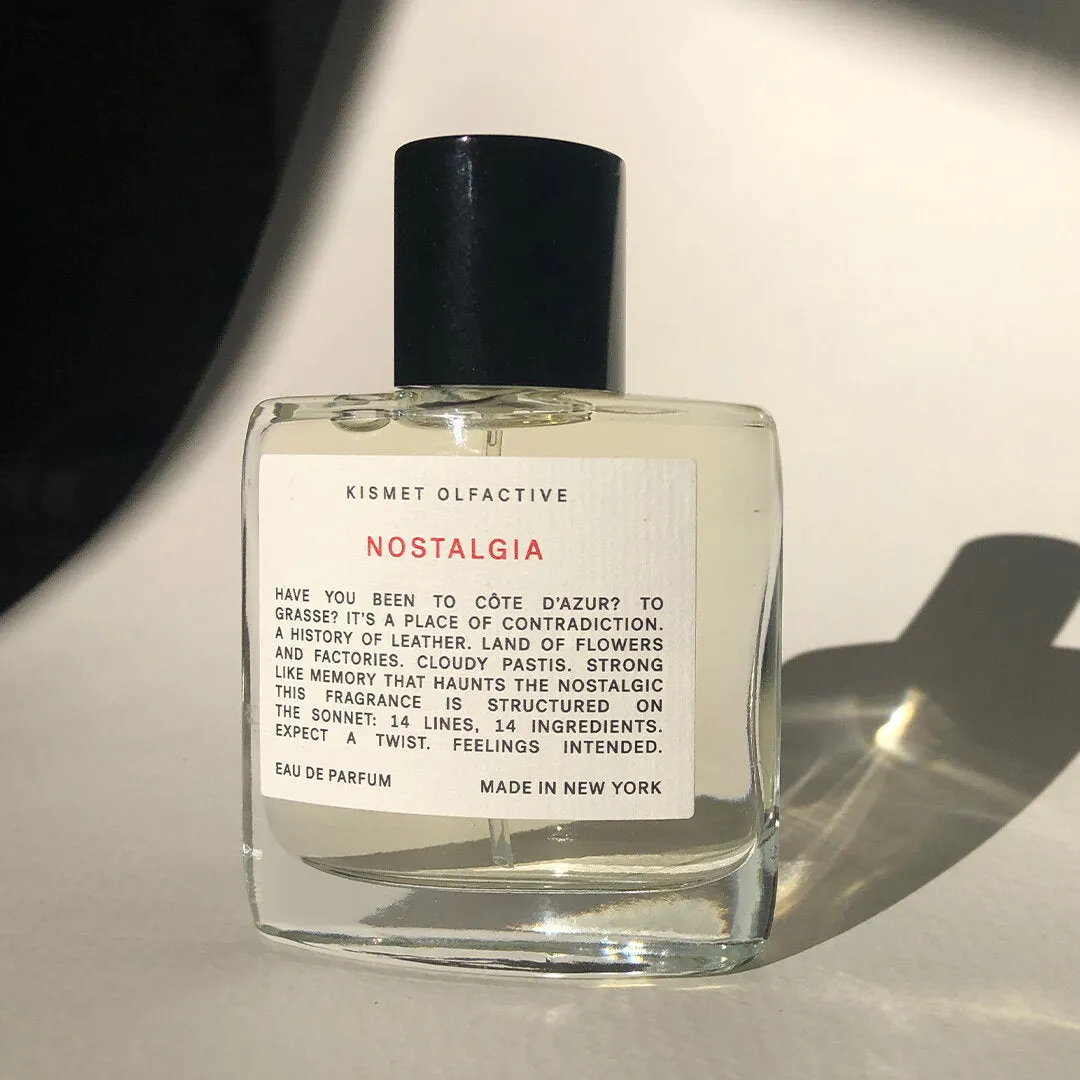 KISMET OLFACTIVE
NOSTALGIA
HAVE YOU BEEN TO CÔTE D'AZUR? TO
GRASSE? IT'S A PLACE OF CONTRADICTION.
A HISTORY OF LEATHER. LAND OF FLOWERS
AND FACTORIES. CLOUDY PASTIS. STRONG
LIKE MEMORY THAT HAUNTS THE NOSTALGIC
THIS FRAGRANCE IS STRUCTURED ON
THE SONNET: 14 LINES, 14 INGREDIENTS.
EXPECT A TWIST. FEELINGS INTENDED.
EAU DE PARFUM
MADE IN NEW YORK